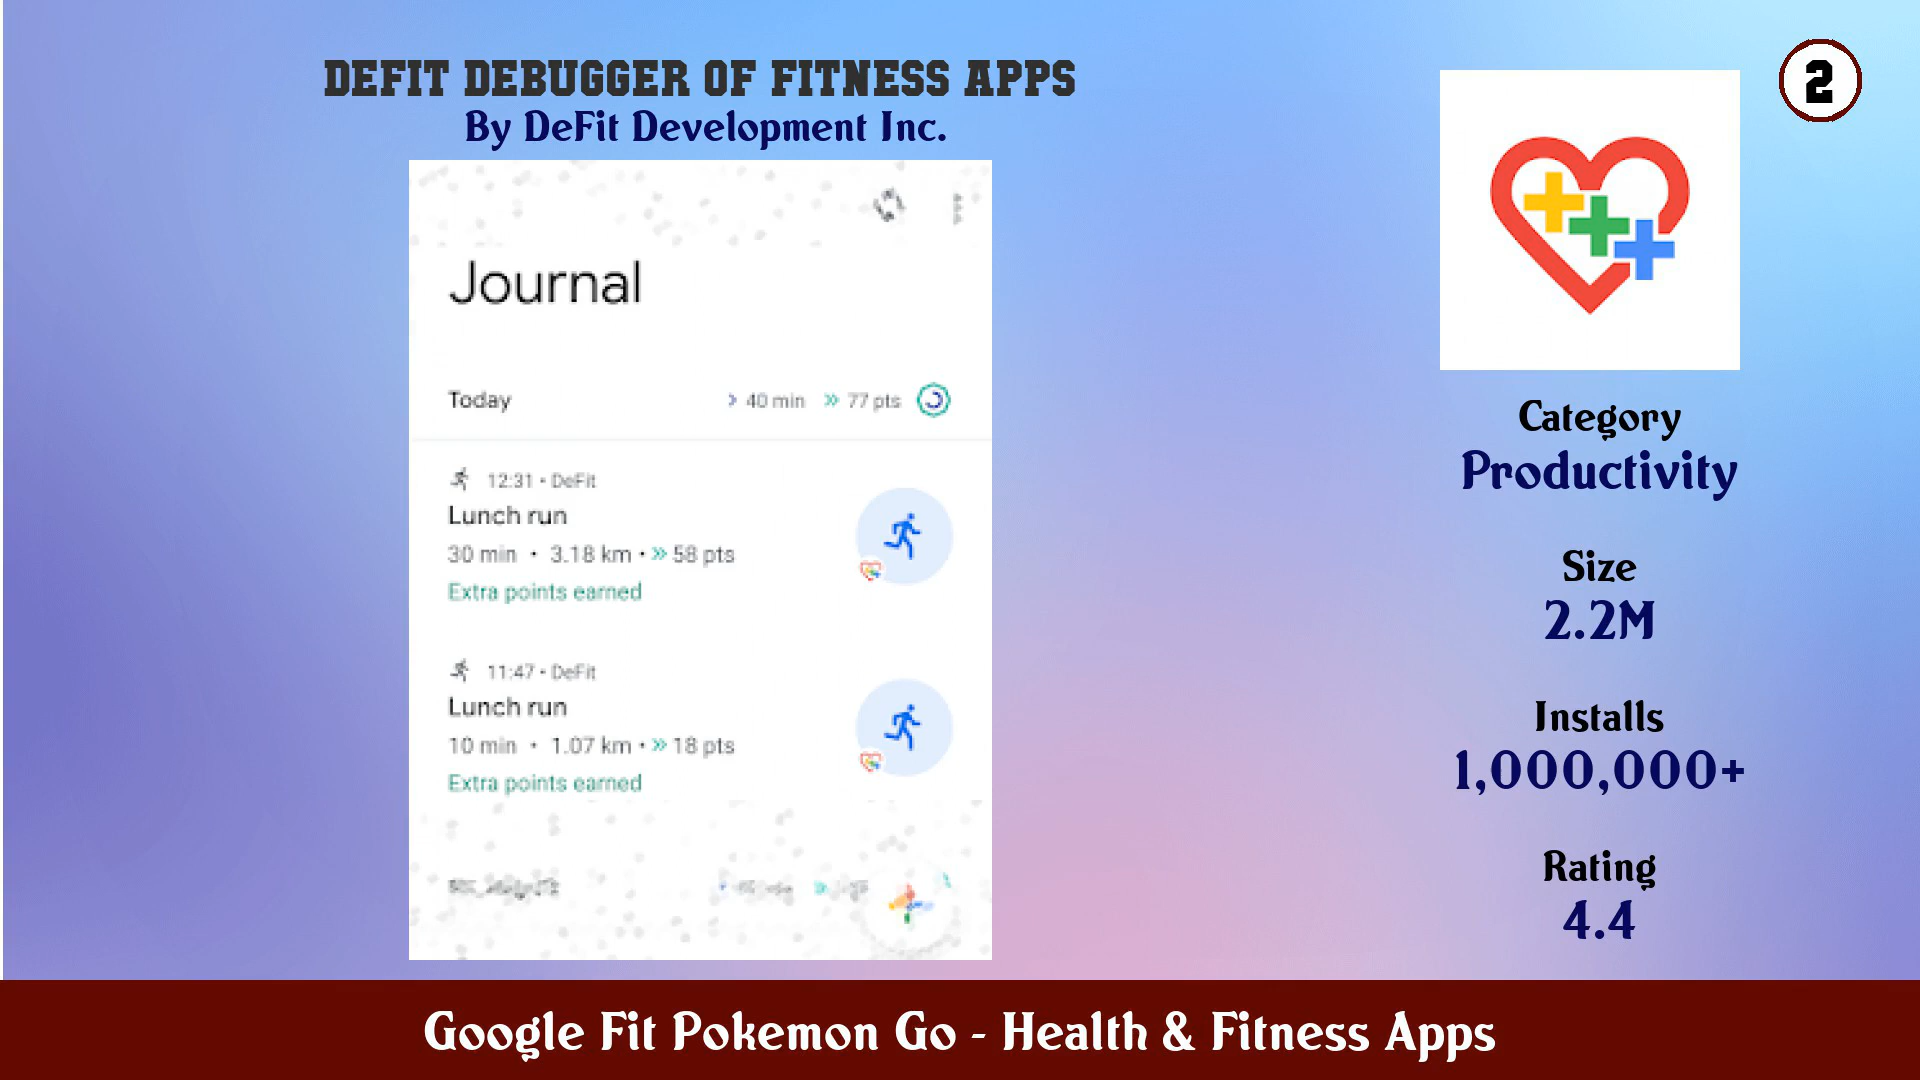 DEFIT DEBUGGER OF FITNESS APPS
By DeFit Development Inc.
2
Journal
Today > 40 min >> 77 pts
12:31 • DeFit
Lunch run
30 min • 3.18 km • >> 58 pts
Extra points earned
11:47 • DeFit
Lunch run
10 min • 1.07 km • >> 18 pts
Extra points earned
Category
Productivity
Size
2.2M
Installs
1,000,000+
Rating
4.4
Google Fit Pokemon Go - Health & Fitness Apps